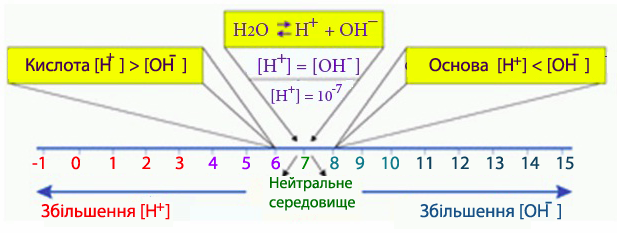 H2O ⇄ H⁺ + OH⁻
Кислота [H⁺] > [OH⁻]
[H⁺] = [OH⁻]
Основа [H⁺] < [OH⁻]
[H⁺] = 10⁻⁷
-1 0 1 2 3 4 5 6 7 8 9 10 11 12 13 14 15
Нейтральне
середовище
Збільшення [H⁺]
Збільшення [OH⁻]